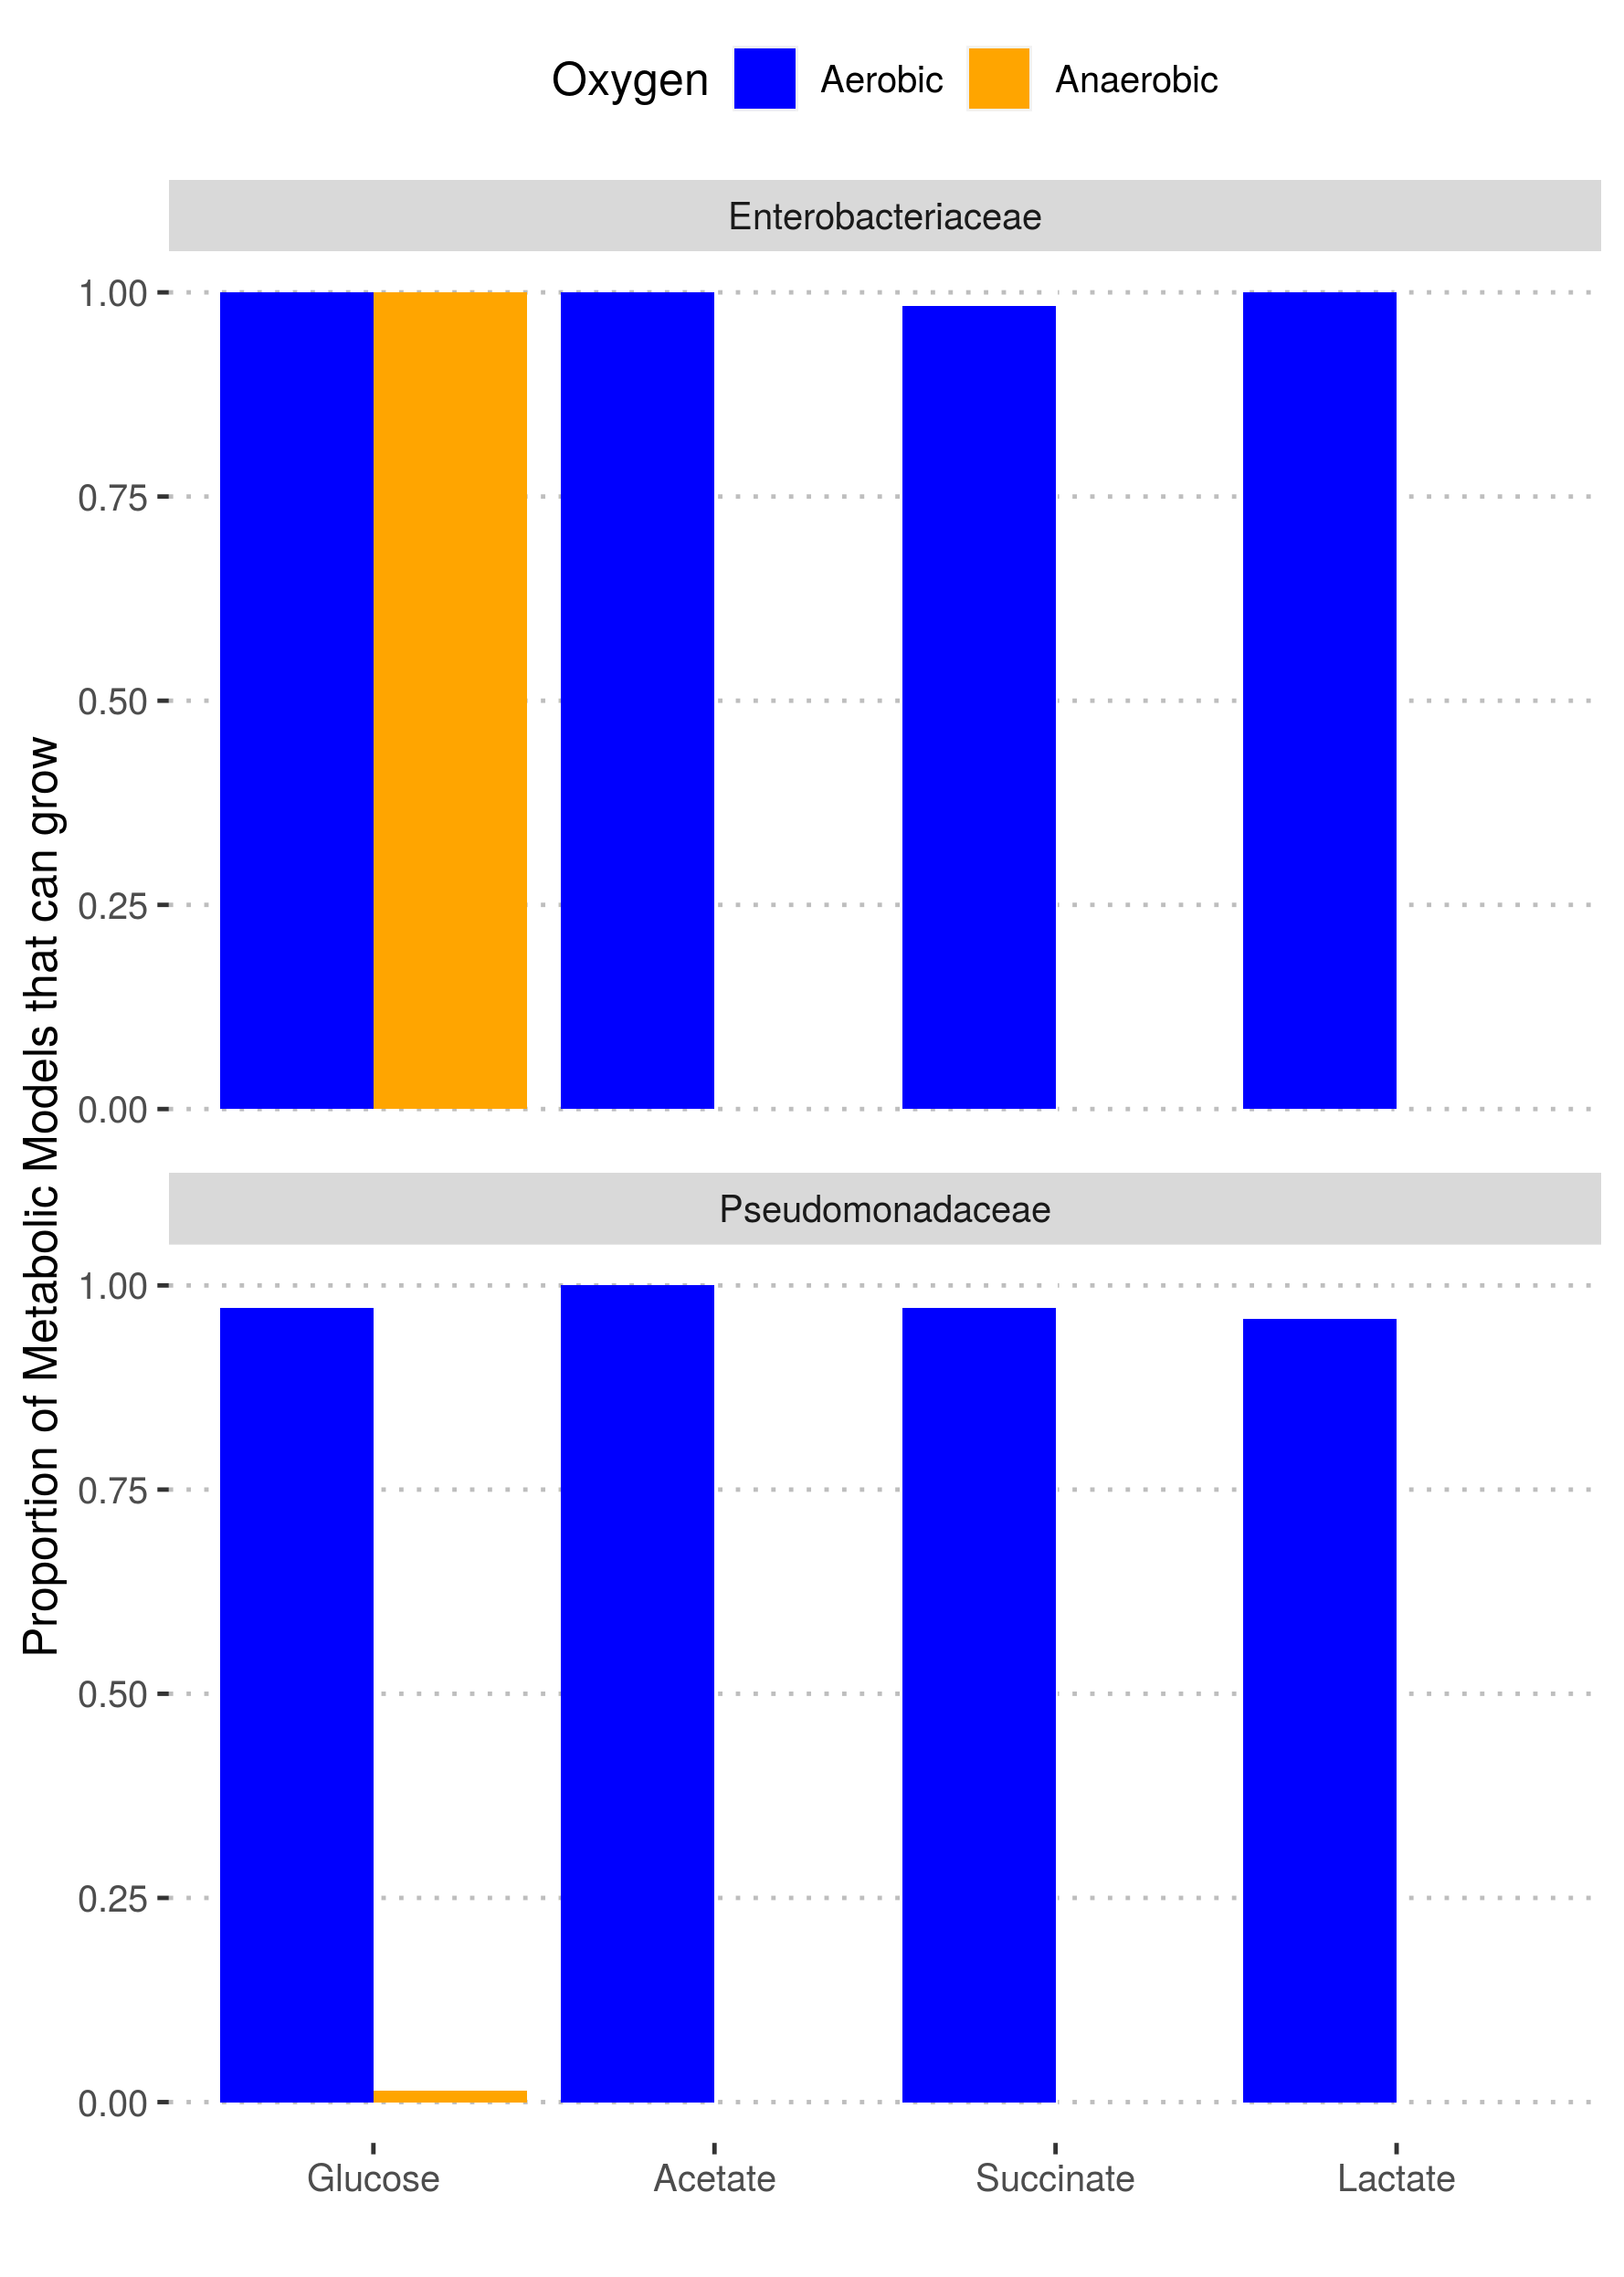 Oxygen Aerobic Anaerobic
Enterobacteriaceae
1.00
0.75
0.50
0.25
0.00
Proportion of Metabolic Models that can grow
Pseudomonadaceae
1.00
0.75
0.50
0.25
0.00
Glucose Acetate Succinate Lactate